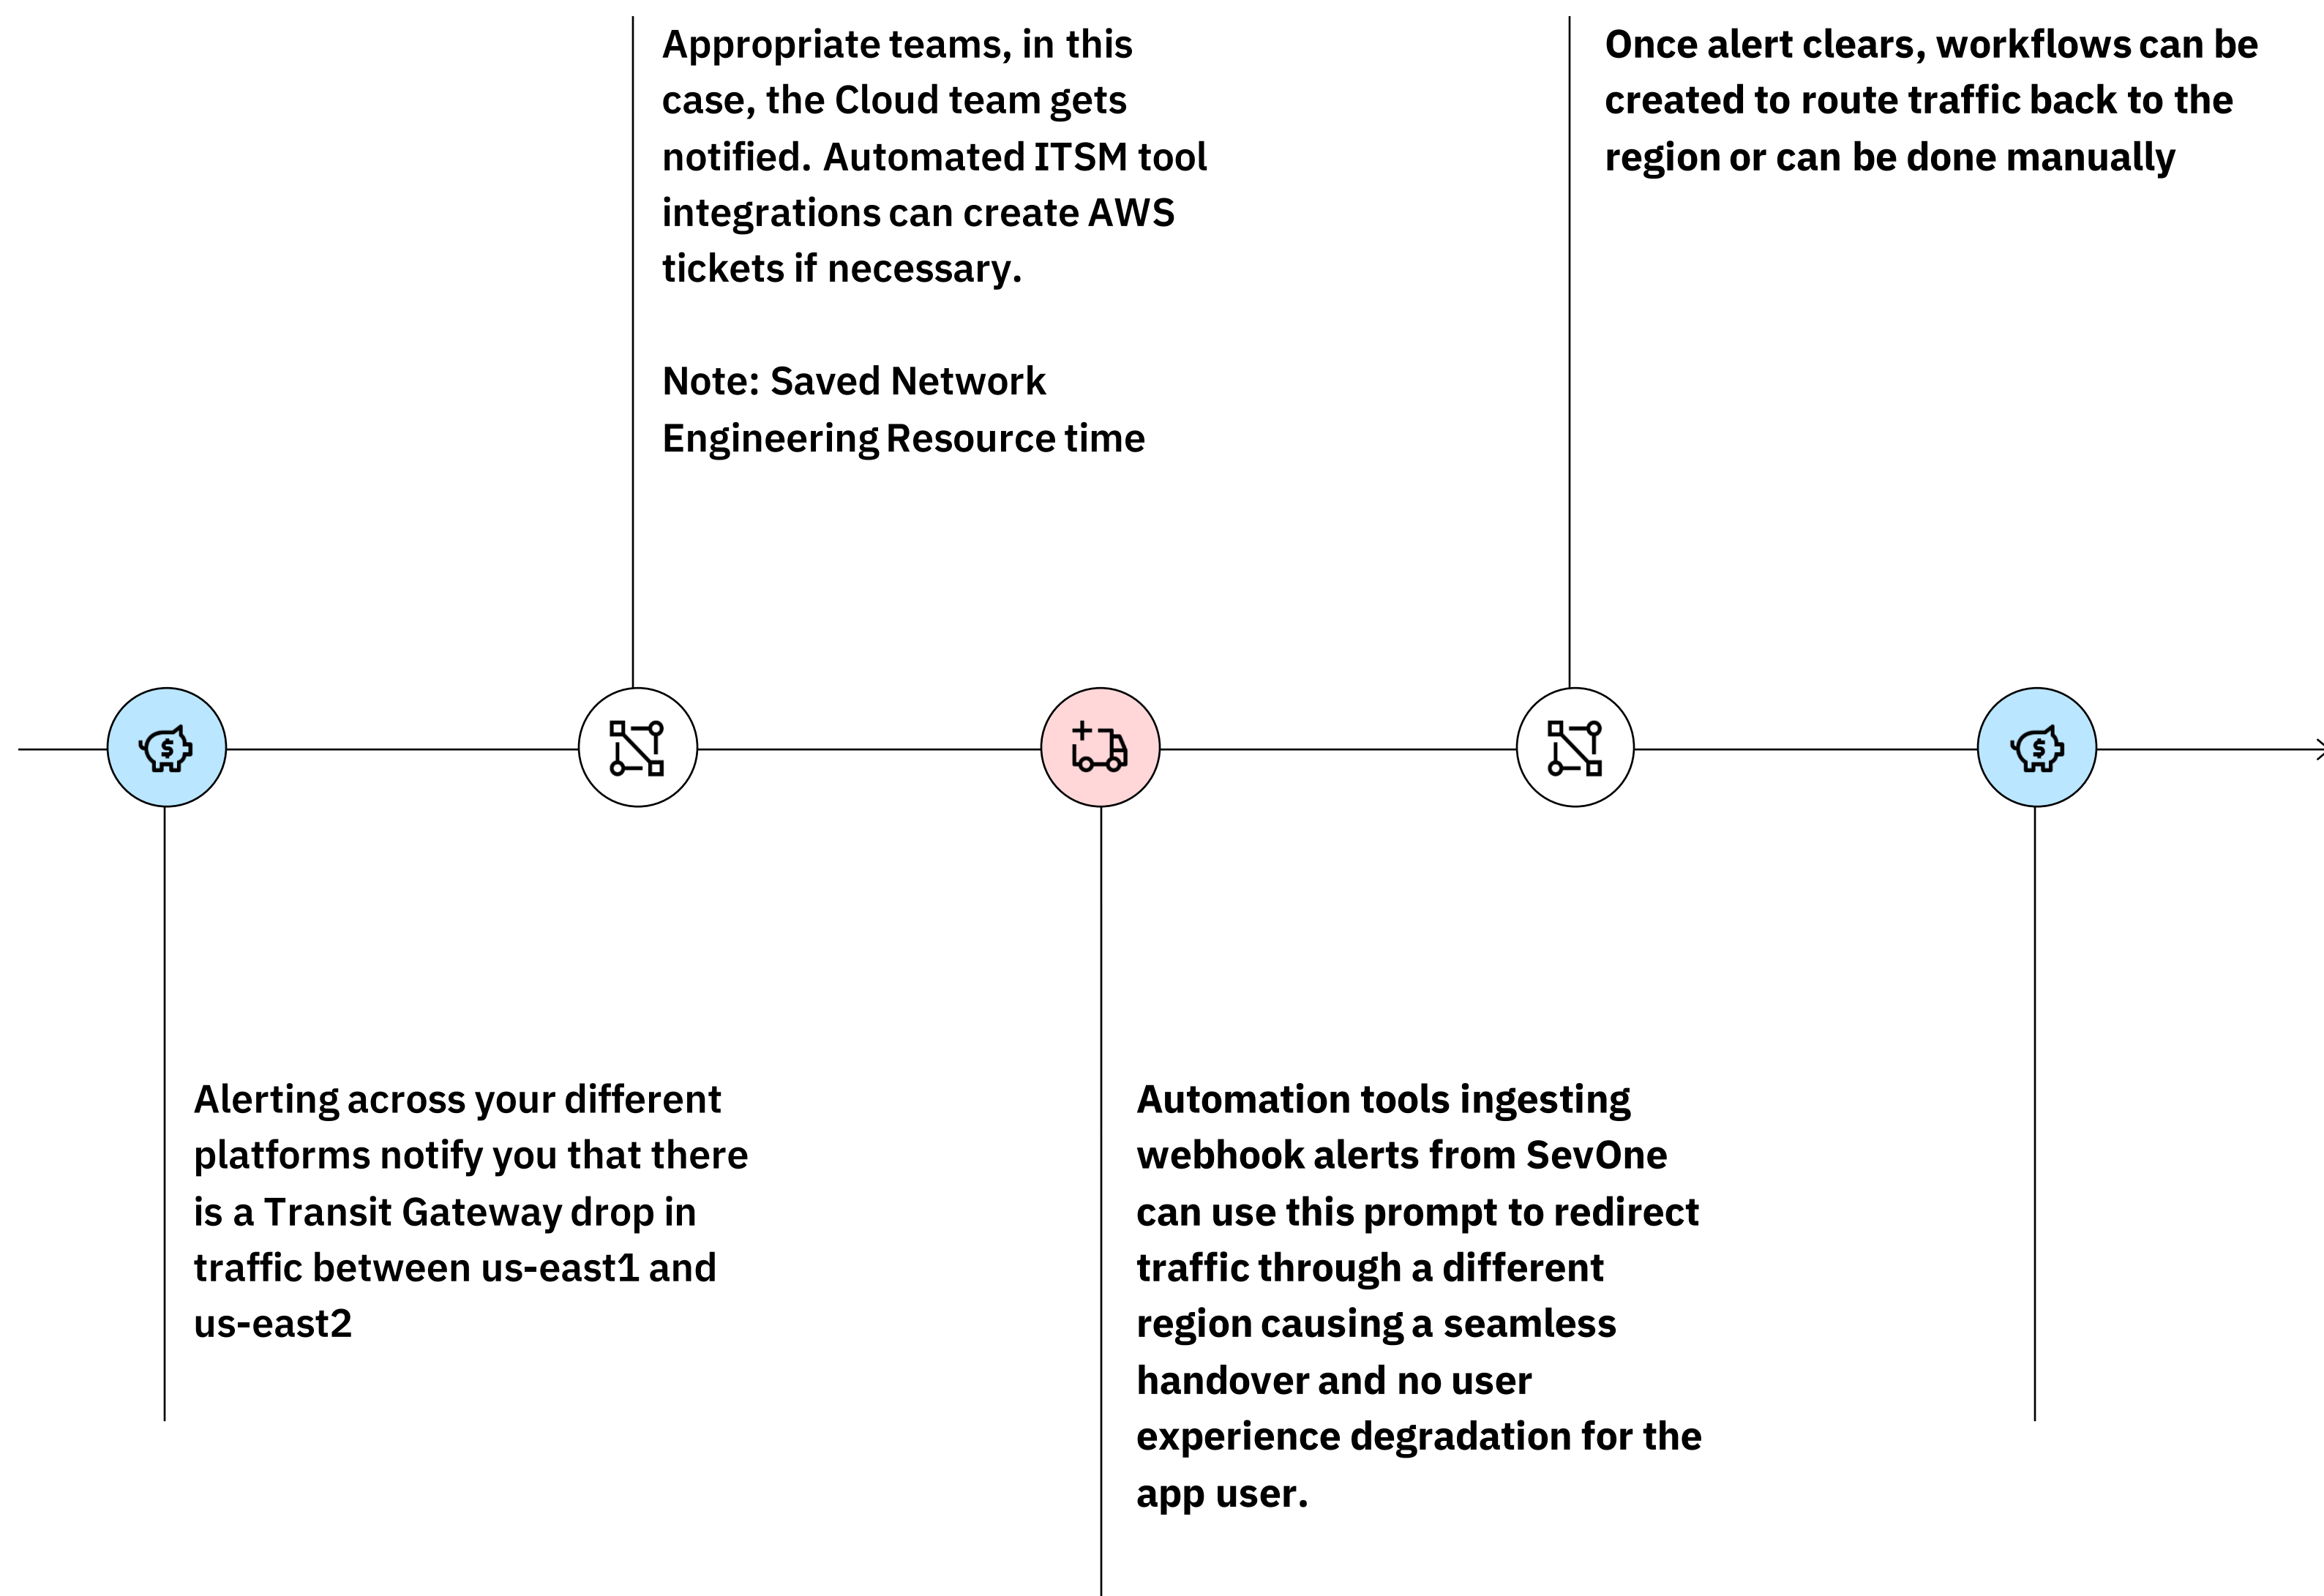 Appropriate teams, in this
case, the Cloud team gets
notified. Automated ITSM tool
integrations can create AWS
tickets if necessary.
Note: Saved Network
Engineering Resource time
Once alert clears, workflows can be
created to route traffic back to the
region or can be done manually
$
$
Alerting across your different
platforms notify you that there
is a Transit Gateway drop in
traffic between us-east1 and
us-east2
Automation tools ingesting
webhook alerts from SevOne
can use this prompt to redirect
traffic through a different
region causing a seamless
handover and no user
experience degradation for the
app user.